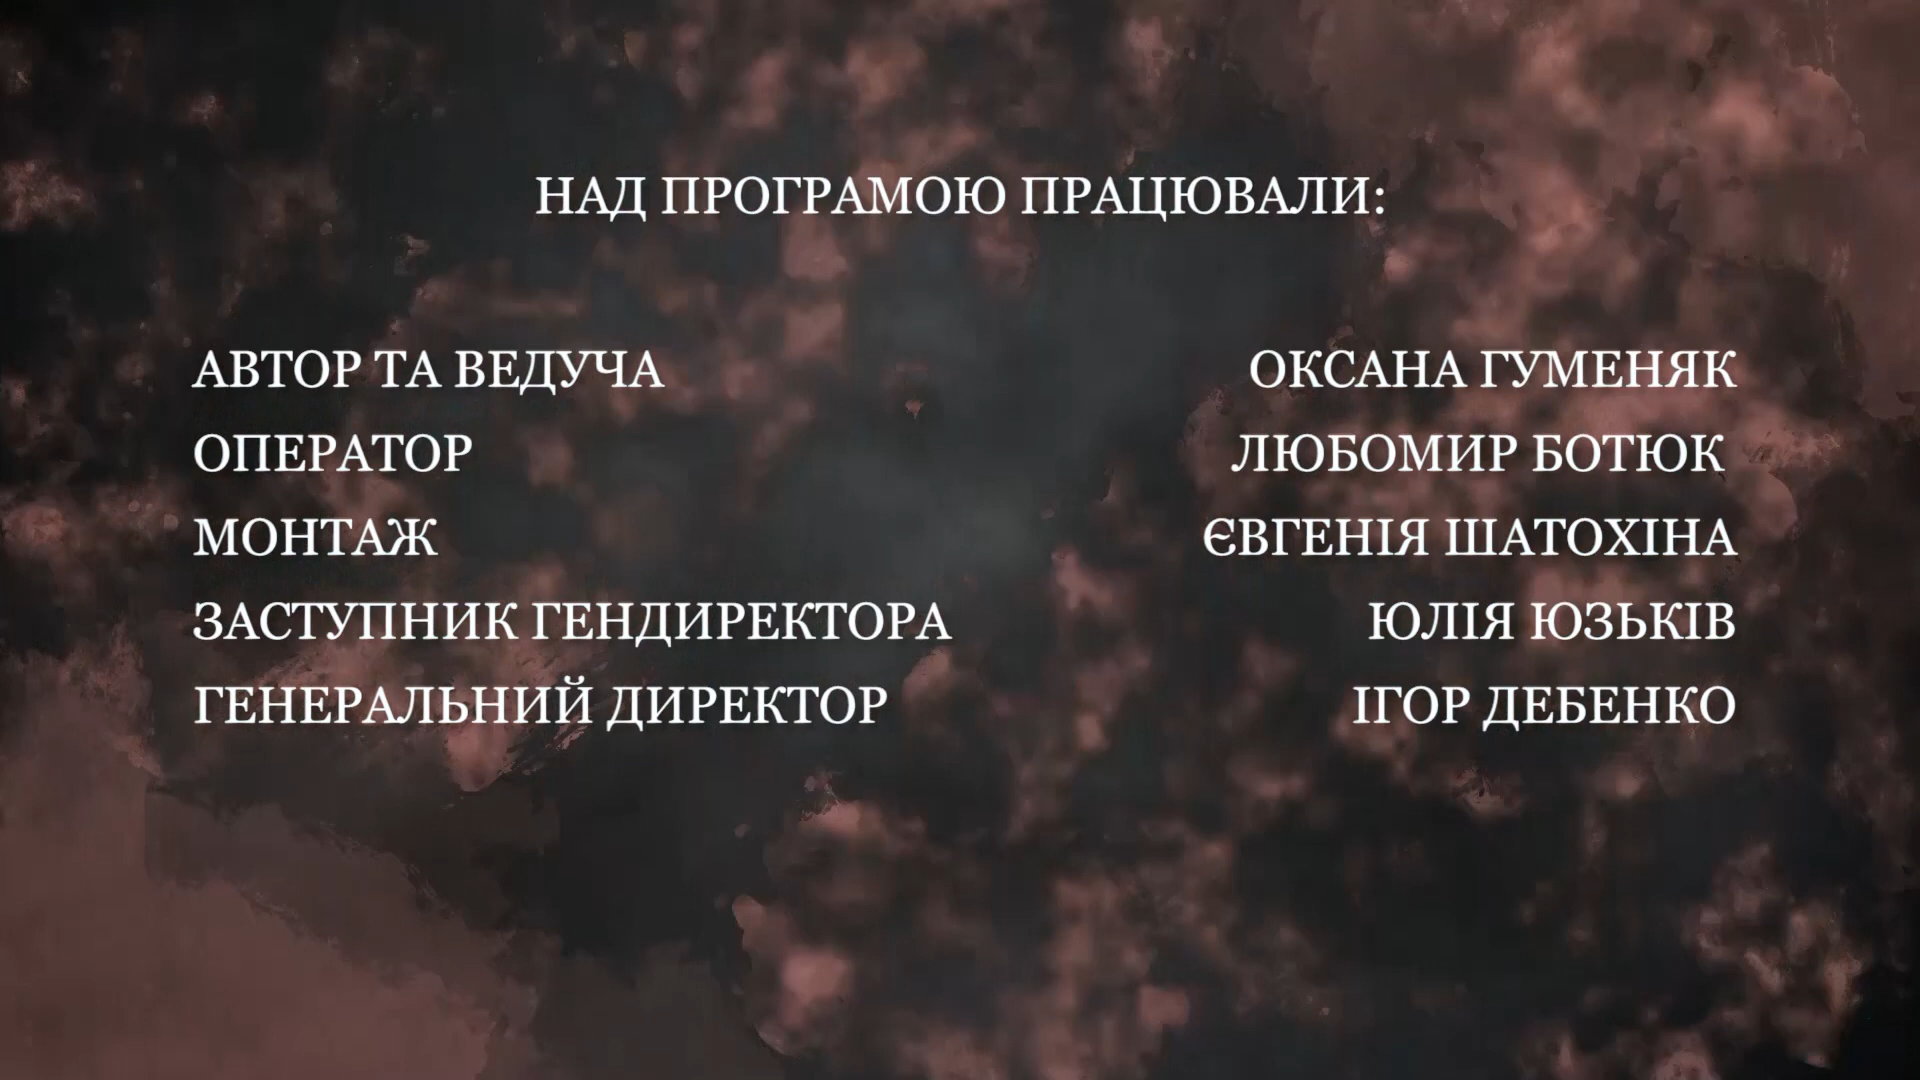 НАД ПРОГРАМОЮ ПРАЦЮВАЛИ:
АВТОР ТА ВЕДУЧА ОКСАНА ГУМЕНЯК
ОПЕРАТОР ЛЮБОМИР БОТЮК
МОНТАЖ ЄВГЕНІЯ ШАТОХІНА
ЗАСТУПНИК ГЕНДИРЕКТОРА ЮЛІЯ ЮЗЬКІВ
ГЕНЕРАЛЬНИЙ ДИРЕКТОР ІГОР ДЕБЕНКО